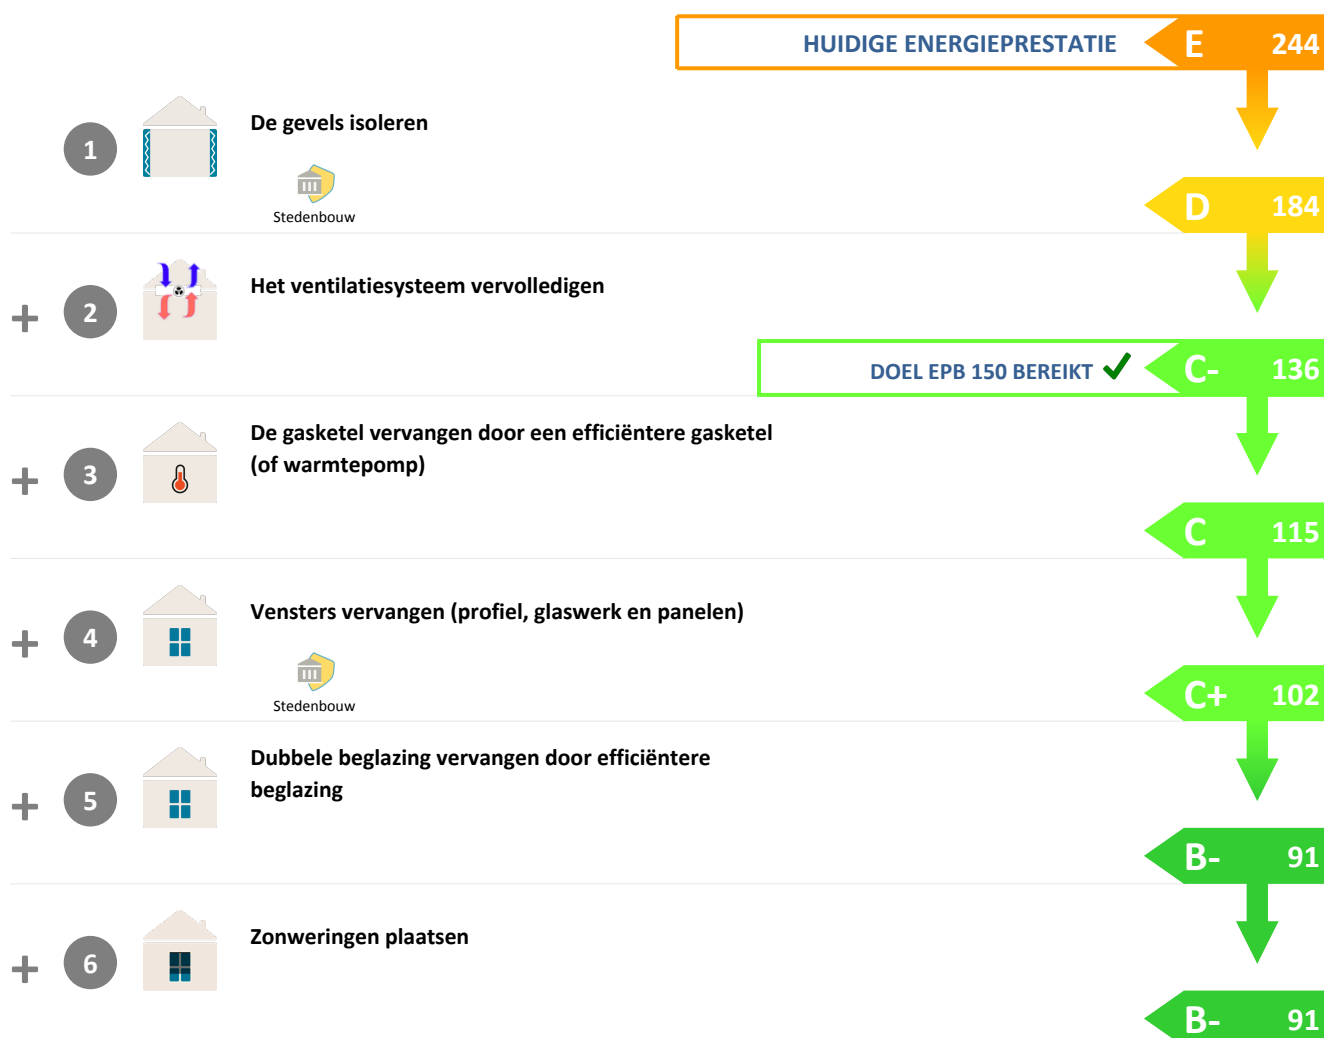 HUIDIGE ENERGIEPRESTATIE E 244
1 De gevels isoleren
Stedenbouw
D 184
+ 2 Het ventilatiesysteem vervolledigen
DOEL EPB 150 BEREIKT ✔ C- 136
De gasketel vervangen door een efficiëntere gasketel
+ 3 (of warmtepomp)
C 115
+ 4 Vensters vervangen (profiel, glaswerk en panelen)
Stedenbouw
C+ 102
Dubbele beglazing vervangen door efficiëntere
+ 5 beglazing
B- 91
+ 6 Zonweringen plaatsen
B- 91